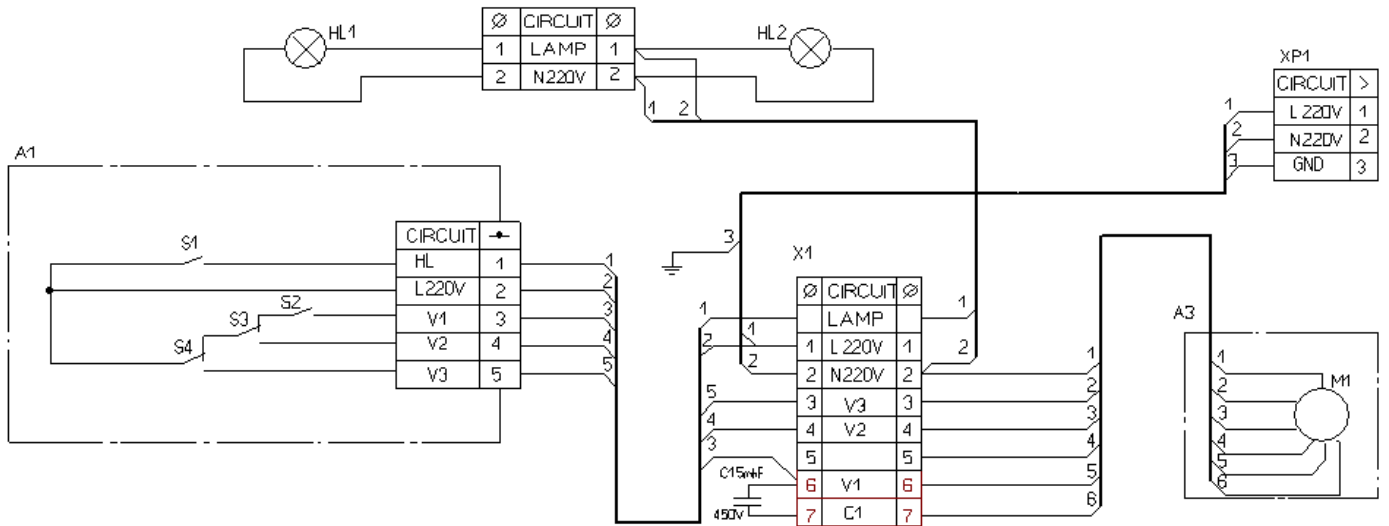 HL1
Ø CIRCUIT Ø
1 LAMP 1
2 N220V 2
HL2
1 2
XP1
CIRCUIT >
L 220V 1
N220V 2
GND 3
1
2
3
A1
S1
S2
S3
S4
CIRCUIT
HL 1
L220V 2
V1 3
V2 4
V3 5
1
2
3
4
5
3
X1
Ø CIRCUIT Ø
LAMP
1 L 220V 1
2 N220V 2
3 V3 3
4 V2 4
5 5
6 V1 6
7 C1 7
1
2
5
4
3
1
2
1
2
C15mhF
450V
1
2
3
4
5
6
A3
M1
1
2
3
4
5
6